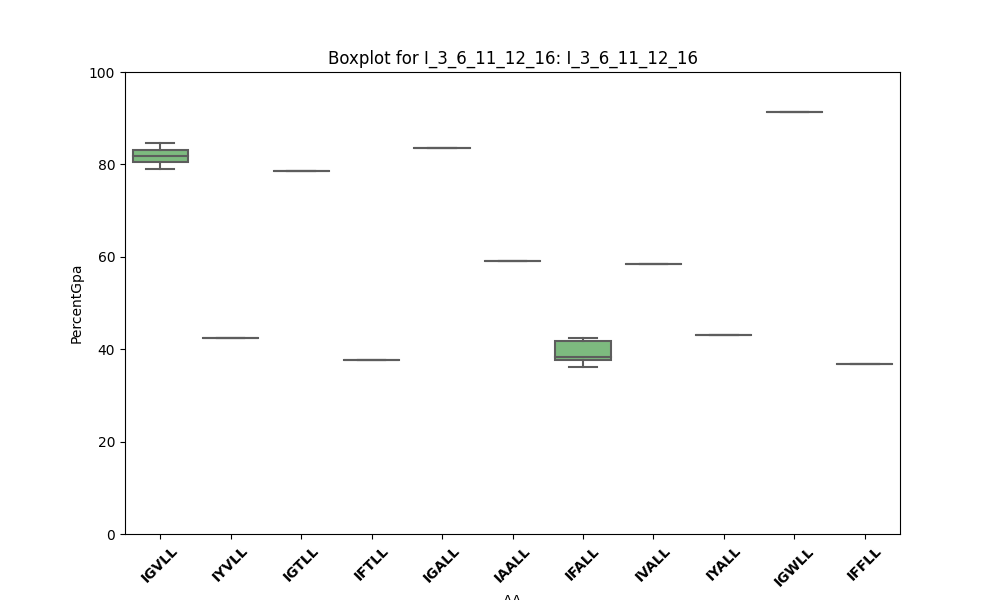 Boxplot for I_3_6_11_12_16: I_3_6_11_12_16
PercentGpa
100
80
60
40
20
0
IGVLL
IYVLL
IGTLL
IFTLL
IGALL
IAALL
IFALL
IVALL
IYALL
IGWLL
IFFLL
AA